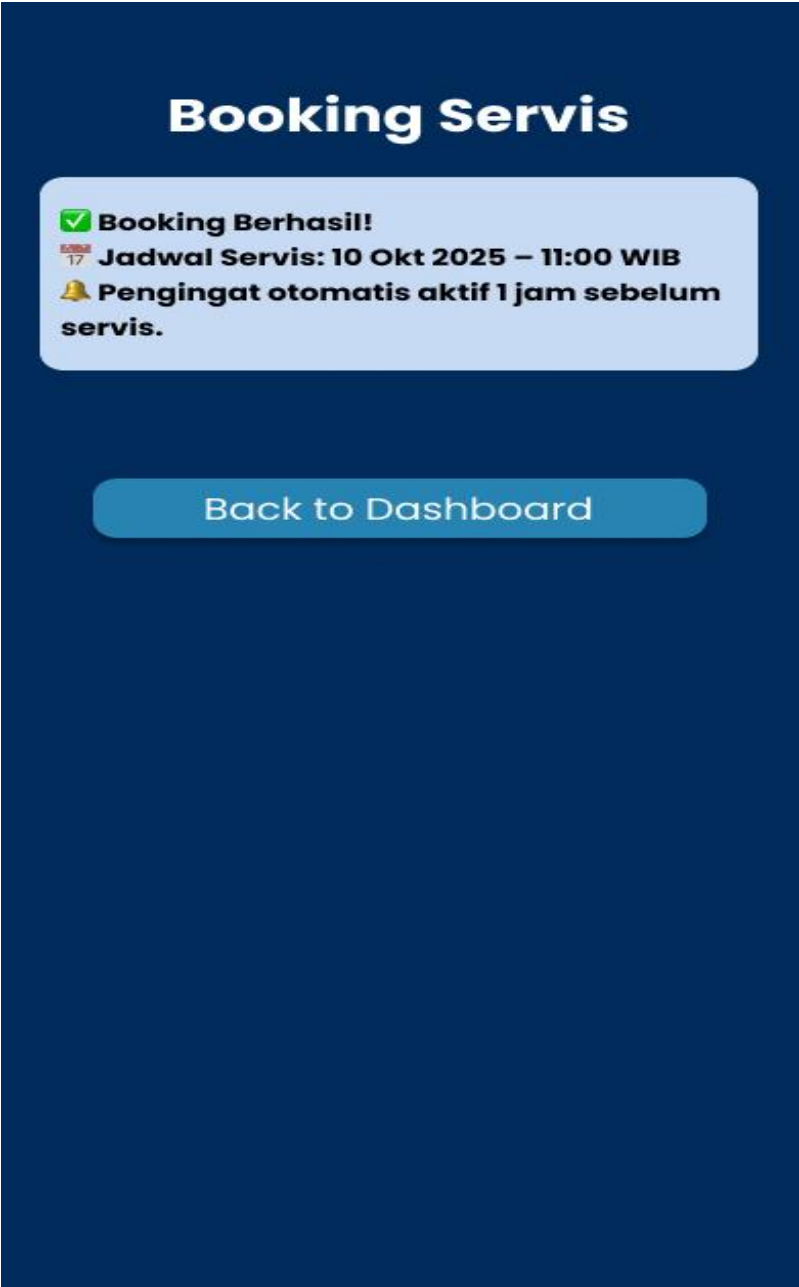 Booking Servis
✅ Booking Berhasil!
📅 Jadwal Servis: 10 Okt 2025 – 11:00 WIB
🔔 Pengingat otomatis aktif 1 jam sebelum
servis.
Back to Dashboard